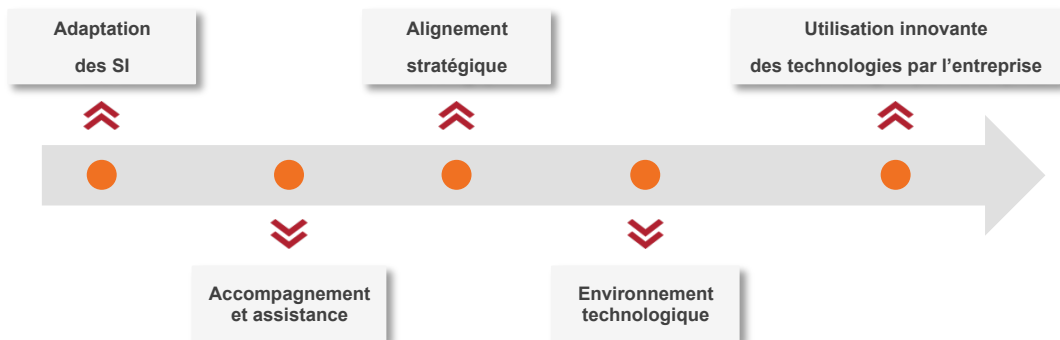 Adaptation
des SI
Alignement
stratégique
Utilisation innovante
des technologies par l’entreprise
Accompagnement
et assistance
Environnement
technologique